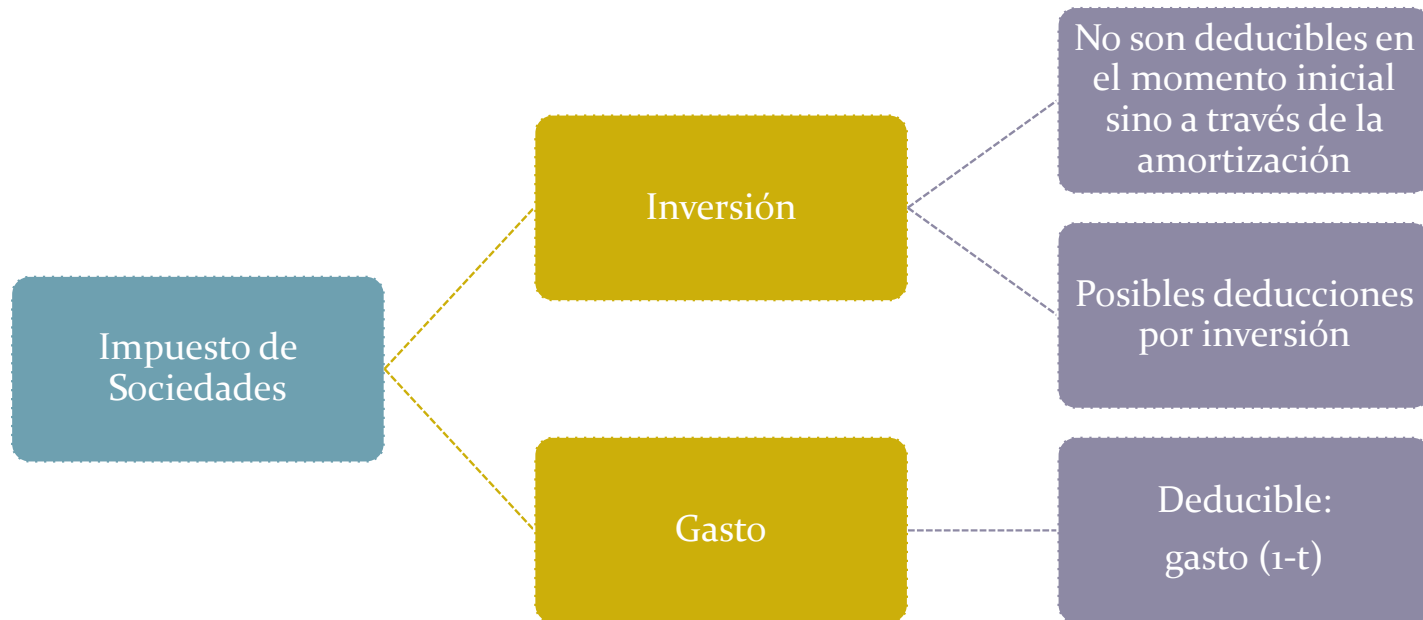 Impuesto de
Sociedades
Inversión
No son deducibles en
el momento inicial
sino a través de la
amortización
Posibles deducciones
por inversión
Gasto
Deducible:
gasto (1-t)